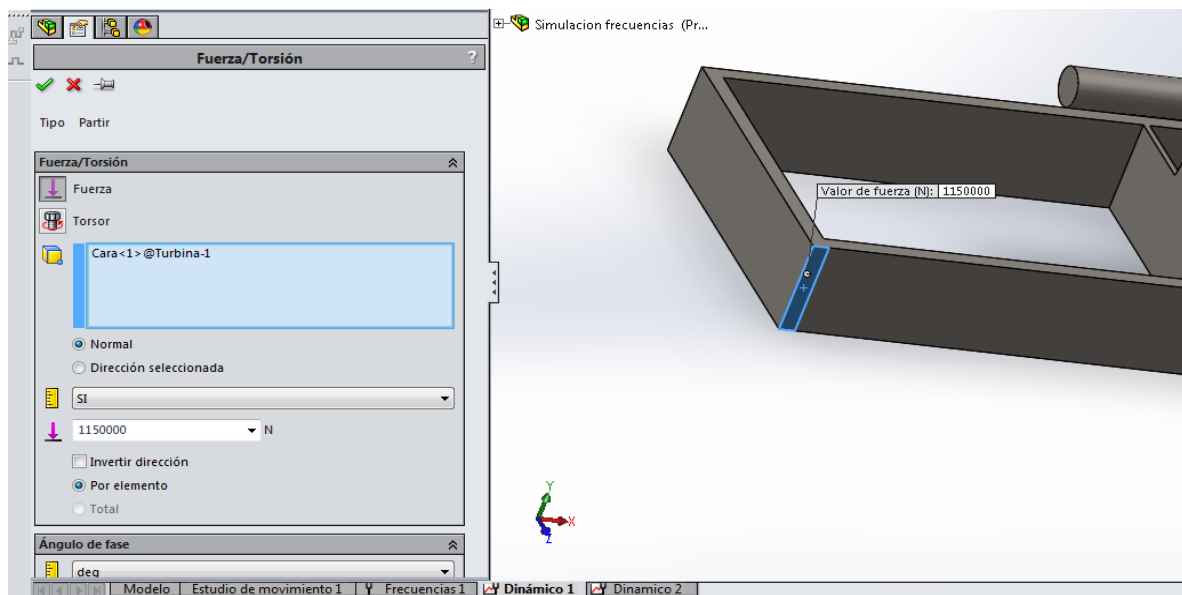 Simulacion frecuencias (Pr...
Fuerza/Torsión
?
Tipo Partir
Fuerza/Torsión
Fuerza
Torsor
Cara<1>@Turbina-1
Normal
Dirección seleccionada
SI
1150000 N
Invertir dirección
Por elemento
Total
Ángulo de fase
deg
Valor de fuerza (N): 1150000
Y
X
Z
Modelo Estudio de movimiento 1 Frecuencias 1 Dinámico 1 Dinamico 2